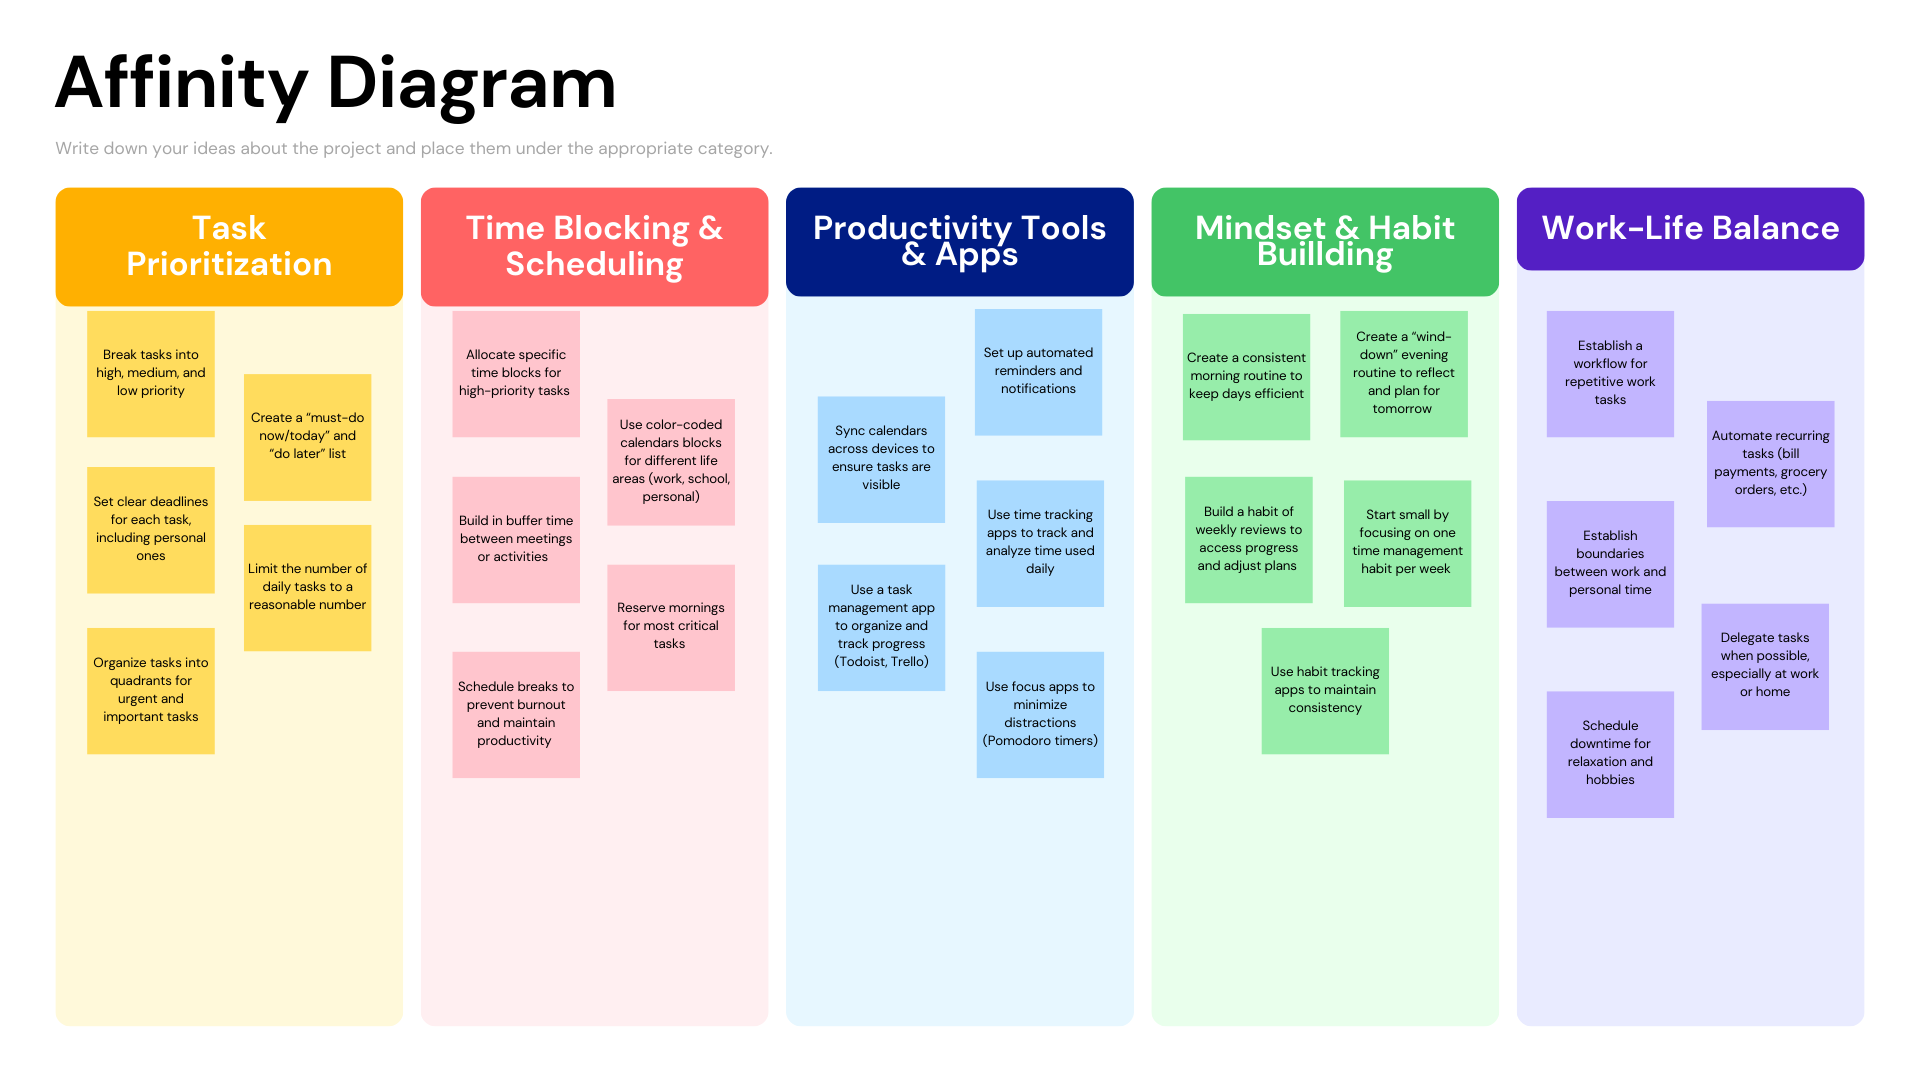 Affinity Diagram
Write down your ideas about the project and place them under the appropriate category.
Task
Prioritization
Break tasks into
high, medium, and
low priority
Create a “must-do
now/today” and
“do later” list
Set clear deadlines
for each task,
including personal
ones
Limit the number of
daily tasks to a
reasonable number
Organize tasks into
quadrants for
urgent and
important tasks
Time Blocking &
Scheduling
Allocate specific
time blocks for
high-priority tasks
Use color-coded
calendars blocks
for different life
areas (work, school,
personal)
Build in buffer time
between meetings
or activities
Reserve mornings
for most critical
tasks
Schedule breaks to
prevent burnout
and maintain
productivity
Productivity Tools
& Apps
Set up automated
reminders and
notifications
Sync calendars
across devices to
ensure tasks are
visible
Use time tracking
apps to track and
analyze time used
daily
Use a task
management app
to organize and
track progress
(Todoist, Trello)
Use focus apps to
minimize
distractions
(Pomodoro timers)
Mindset & Habit
Buillding
Create a consistent
morning routine to
keep days efficient
Create a “wind-
down” evening
routine to reflect
and plan for
tomorrow
Build a habit of
weekly reviews to
access progress
and adjust plans
Start small by
focusing on one
time management
habit per week
Use habit tracking
apps to maintain
consistency
Work-Life Balance
Establish a
workflow for
repetitive work
tasks
Automate recurring
tasks (bill
payments, grocery
orders, etc.)
Establish
boundaries
between work and
personal time
Delegate tasks
when possible,
especially at work
or home
Schedule
downtime for
relaxation and
hobbies